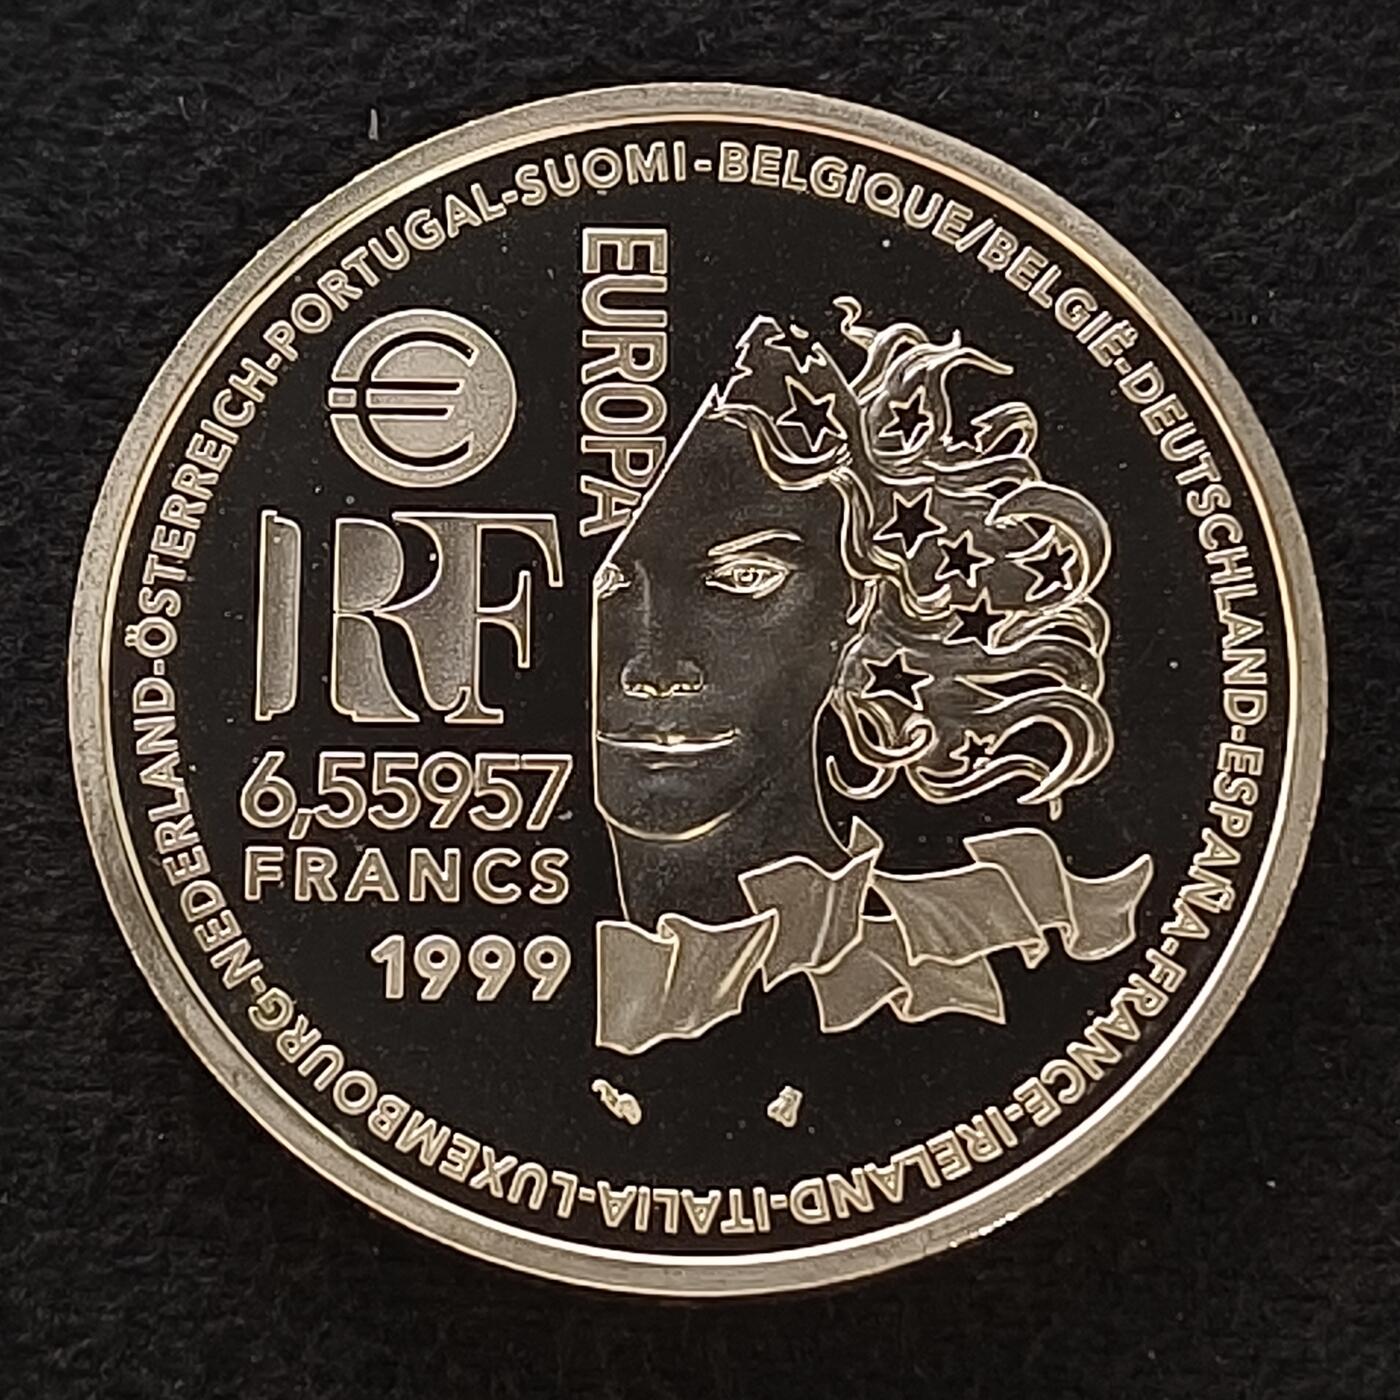 BELGIQUE/BELGIË-DEUTSCHLAND-ESPAÑA-FRANCE-IRELAND-ITALIA-LUXEMBOURG-NEDERLAND-ÖSTERREICH-PORTUGAL-SUOMI-
EUROPA
€
RF
6,55957
FRANCS
1999